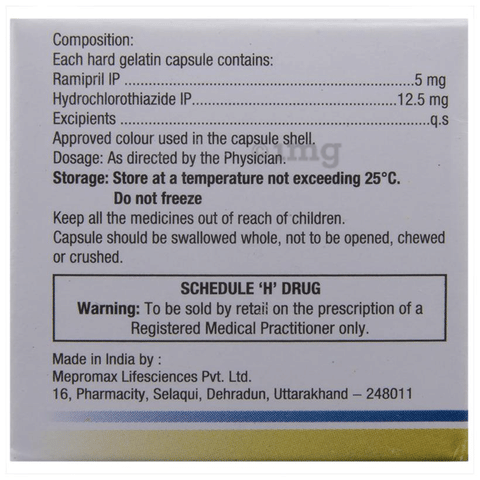 Composition:
Each hard gelatin capsule contains:
Ramipril IP ....................................................5 mg
Hydrochlorothiazide IP......................................12.5 mg
Excipients ......................................................q.s
Approved colour used in the capsule shell.
Dosage: As directed by the Physician.
Storage: Store at a temperature not exceeding 25°C.
Do not freeze
Keep all the medicines out of reach of children.
Capsule should be swallowed whole, not to be opened, chewed
or crushed.
SCHEDULE ‘H’ DRUG
Warning: To be sold by retail on the prescription of a
Registered Medical Practitioner only.
Made in India by :
Mepromax Lifesciences Pvt. Ltd.
16, Pharmacity, Selaqui, Dehradun, Uttarakhand – 248011